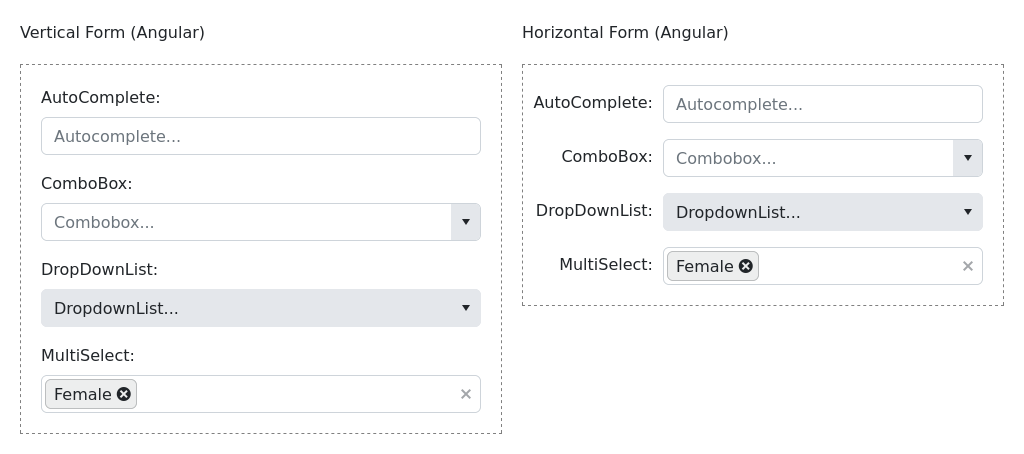 Vertical Form (Angular)
AutoComplete:
Autocomplete...
ComboBox:
Combobox...
DropDownList:
DropdownList...
MultiSelect:
Female
Horizontal Form (Angular)
AutoComplete: Autocomplete...
ComboBox: Combobox...
DropDownList: DropdownList...
MultiSelect: Female